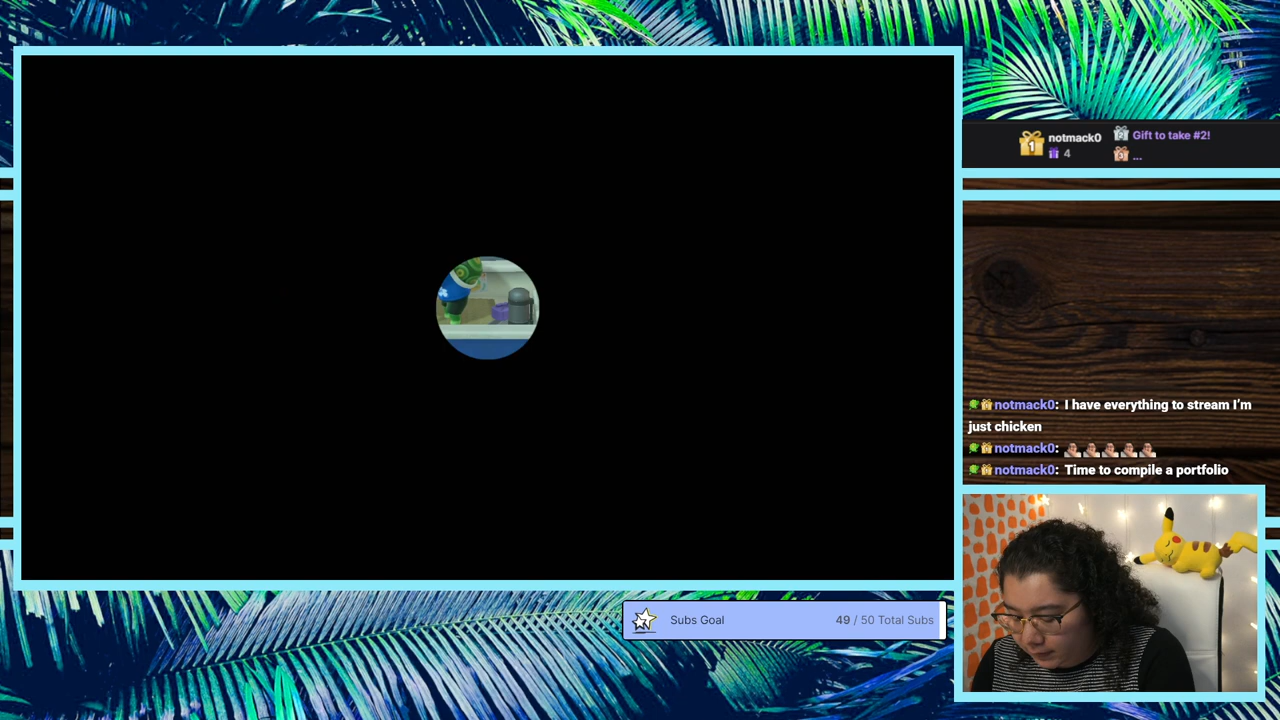 notmack0
4
Gift to take #2!
...
notmack0: I have everything to stream I'm
just chicken
notmack0:
notmack0: Time to compile a portfolio
Subs Goal 49 / 50 Total Subs